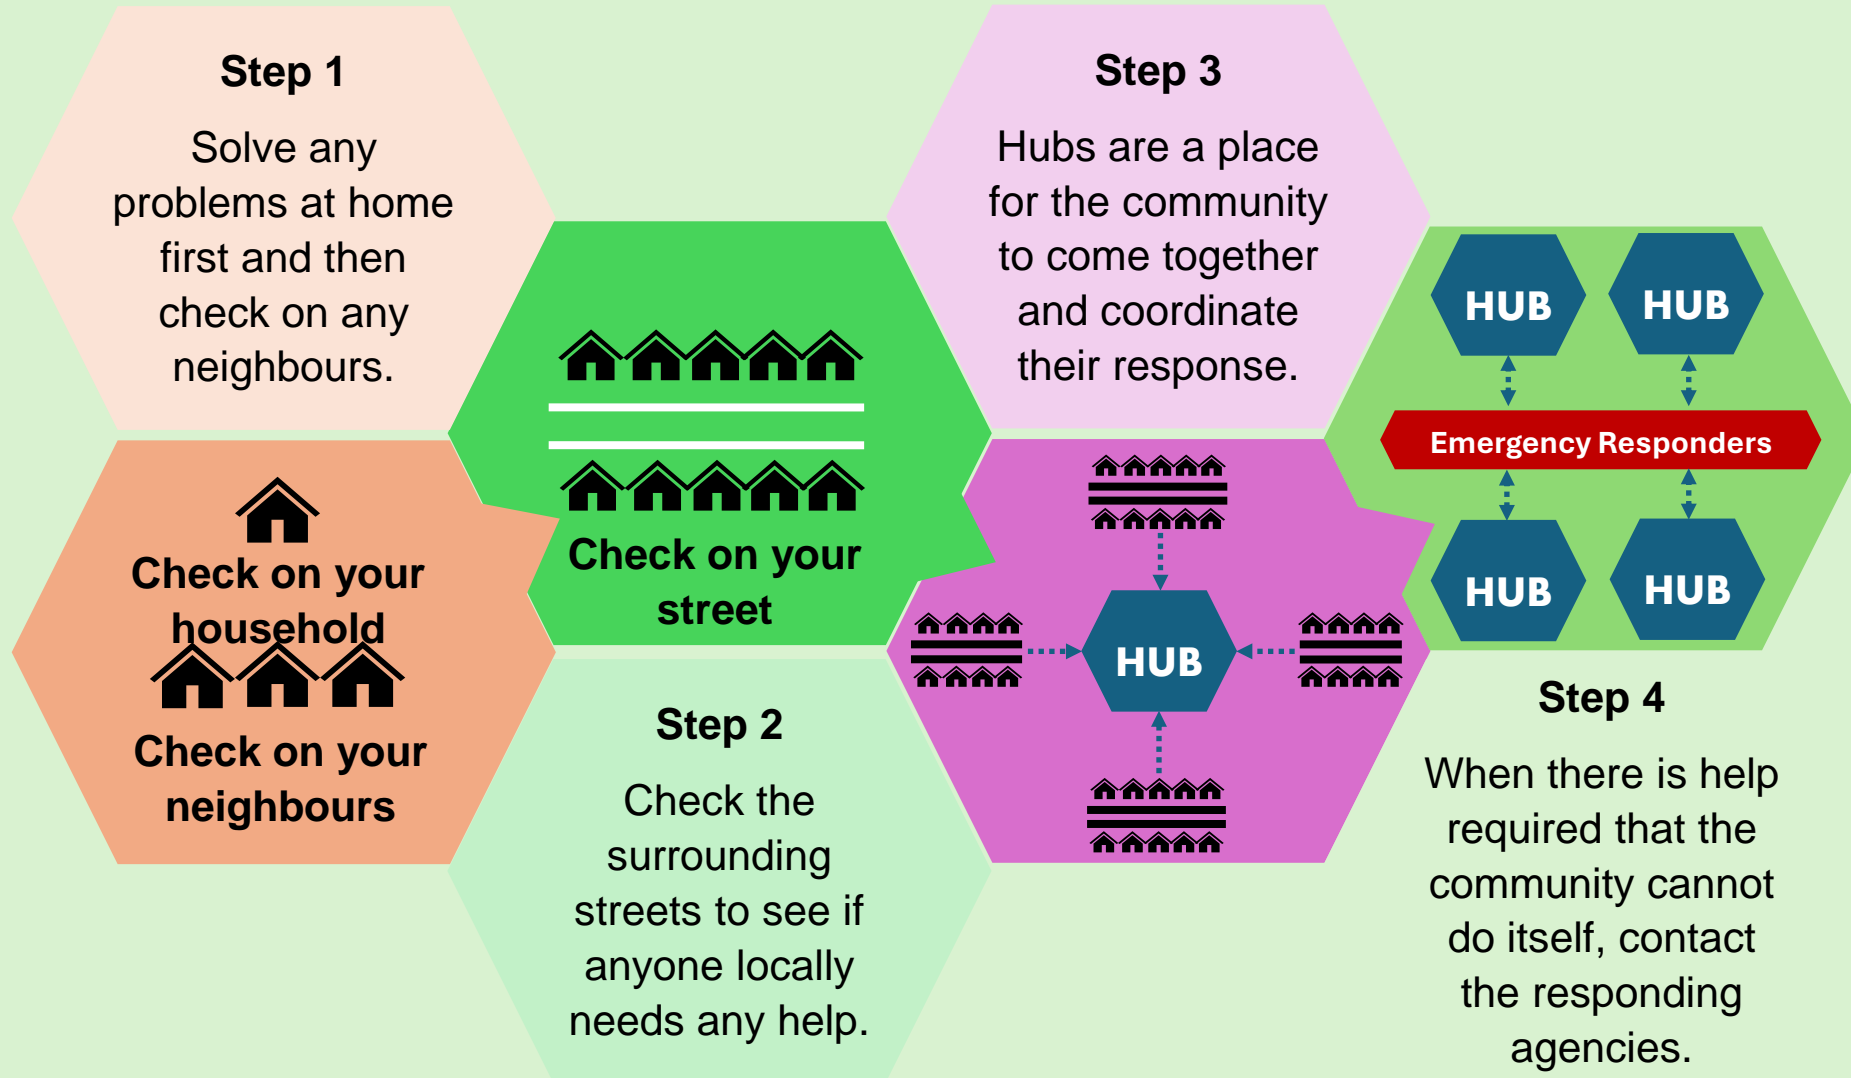 Step 1
Solve any
problems at home
first and then
check on any
neighbours.
Check on your
household
Check on your
neighbours
Check on your
street
Step 2
Check the
surrounding
streets to see if
anyone locally
needs any help.
Step 3
Hubs are a place
for the community
to come together
and coordinate
their response.
HUB
HUB
HUB
Emergency Responders
HUB
HUB
Step 4
When there is help
required that the
community cannot
do itself, contact
the responding
agencies.